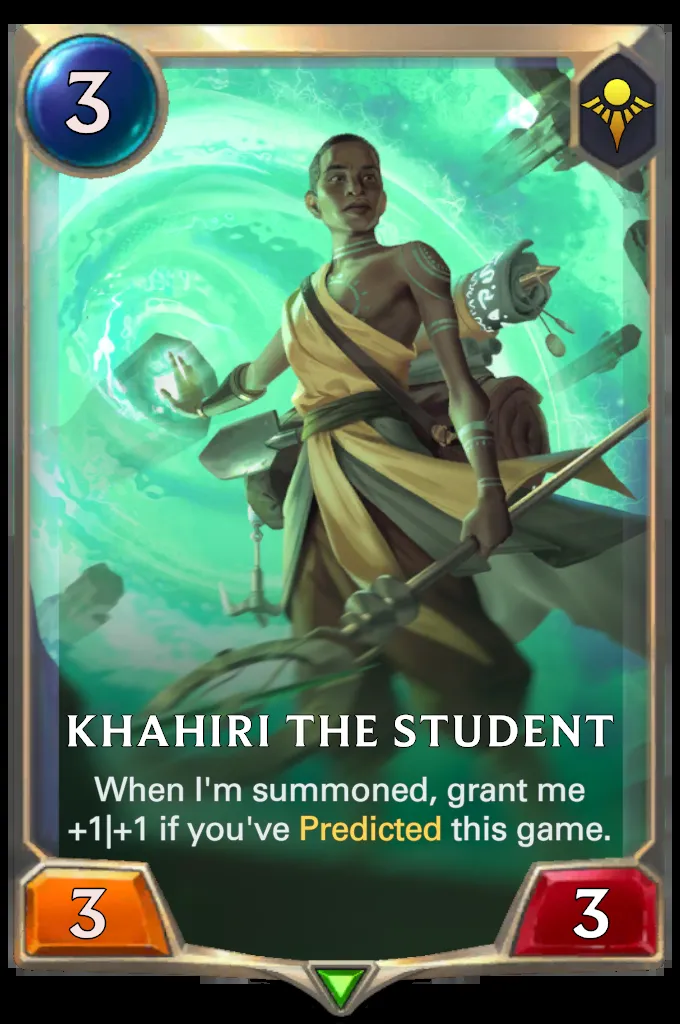 3
KHAHIRI THE STUDENT
When I'm summoned, grant me
+1|+1 if you've Predicted this game.
3
3